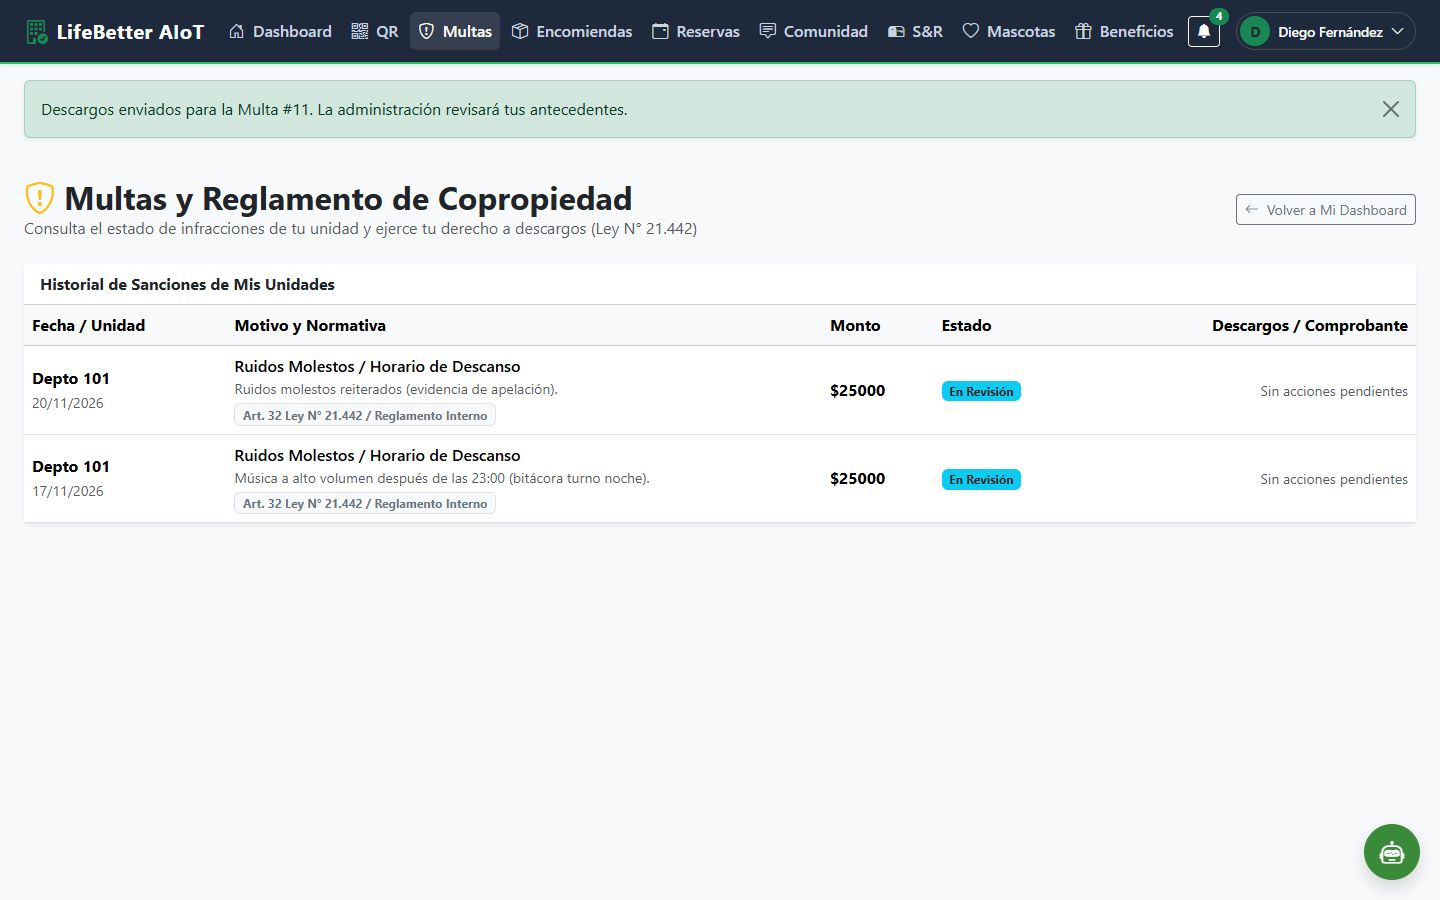 LifeBetter AIoT
Dashboard
QR
Multas
Encomiendas
Reservas
Comunidad
S&R
Mascotas
Beneficios
4
D
Diego Fernández
Descargos enviados para la Multa #11. La administración revisará tus antecedentes.
Multas y Reglamento de Copropiedad
Consulta el estado de infracciones de tu unidad y ejerce tu derecho a descargos (Ley N° 21.442)
Volver a Mi Dashboard
Historial de Sanciones de Mis Unidades
Fecha / Unidad
Motivo y Normativa
Monto
Estado
Descargos / Comprobante
Depto 101
20/11/2026
Ruidos Molestos / Horario de Descanso
Ruidos molestos reiterados (evidencia de apelación).
Art. 32 Ley N° 21.442 / Reglamento Interno
$25000
En Revisión
Sin acciones pendientes
Depto 101
17/11/2026
Ruidos Molestos / Horario de Descanso
Música a alto volumen después de las 23:00 (bitácora turno noche).
Art. 32 Ley N° 21.442 / Reglamento Interno
$25000
En Revisión
Sin acciones pendientes